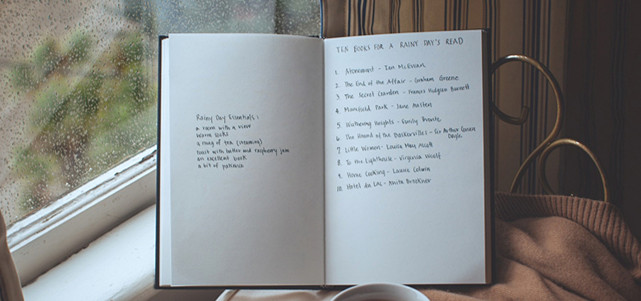 Rainy Day Essentials:
a room with a view
warm socks
a mug of tea (steaming)
toast with butter and raspberry jam
an excellent book
a bit of patience
TEN BOOKS FOR A RAINY DAY'S READ
1. Atonement - Ian McEwan
2. The End of the Affair - Graham Greene
3. The Secret Garden - Frances Hodgson Burnett
4. Mansfield Park - Jane Austen
5. Wuthering Heights - Emily Bronte
6. The Hound of the Baskervilles - Sir Arthur Conan
Doyle
7. Little Women - Louisa May Alcott
8. To the Lighthouse - Virginia Woolf
9. Home Cooking - Laurie Colwin
10. Hotel du Lac - Anita Brookner